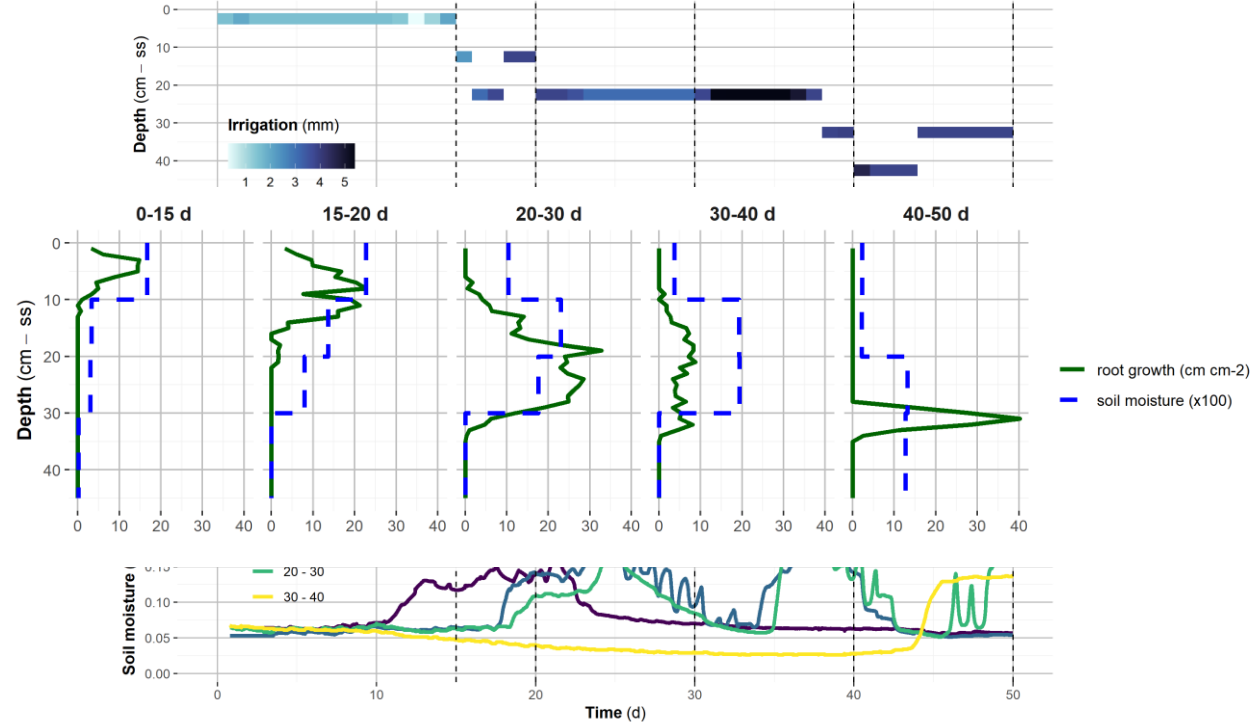 0
10
20
30
40
Depth (cm – ss)
Irrigation (mm)
1 2 3 4 5
0-15 d 15-20 d 20-30 d 30-40 d 40-50 d
0
10
20
30
40
Depth (cm – ss)
root growth (cm cm-2)
soil moisture (x100)
0 10 20 30 40 0 10 20 30 40 0 10 20 30 40 0 10 20 30 40 0 10 20 30 40
20 - 30
30 - 40
0.15
0.10
0.05
0.00
Soil moisture (
0 10 20 30 40 50
Time (d)